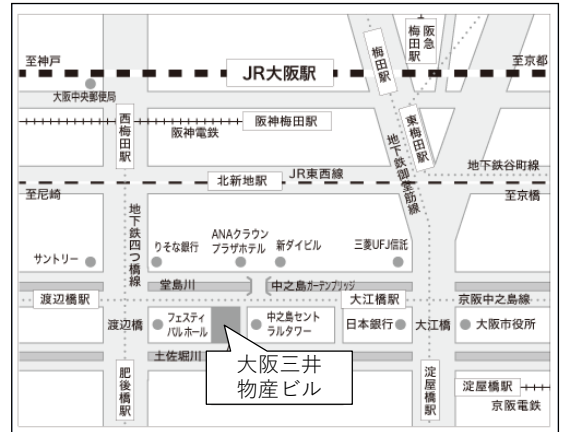 梅田駅
阪急
梅田駅
至神戸
JR大阪駅
至京都
大阪中央郵便局
西梅田駅
阪神電鉄
阪神梅田駅
東梅田駅
地下鉄御堂筋線
地下鉄谷町線
北新地駅
JR東西線
至尼崎
至京橋
地下鉄四つ橋線
サントリー
りそな銀行
ANAクラウン
プラザホテル
新ダイビル
三菱UFJ信託
堂島川
中之島ガーデンブリッジ
渡辺橋駅
大江橋駅
京阪中之島線
渡辺橋
フェスティ
バルホール
中之島セント
ラルタワー
日本銀行
大江橋
大阪市役所
土佐堀川
大阪三井
物産ビル
肥後橋駅
淀屋橋駅
淀屋橋駅
京阪電鉄